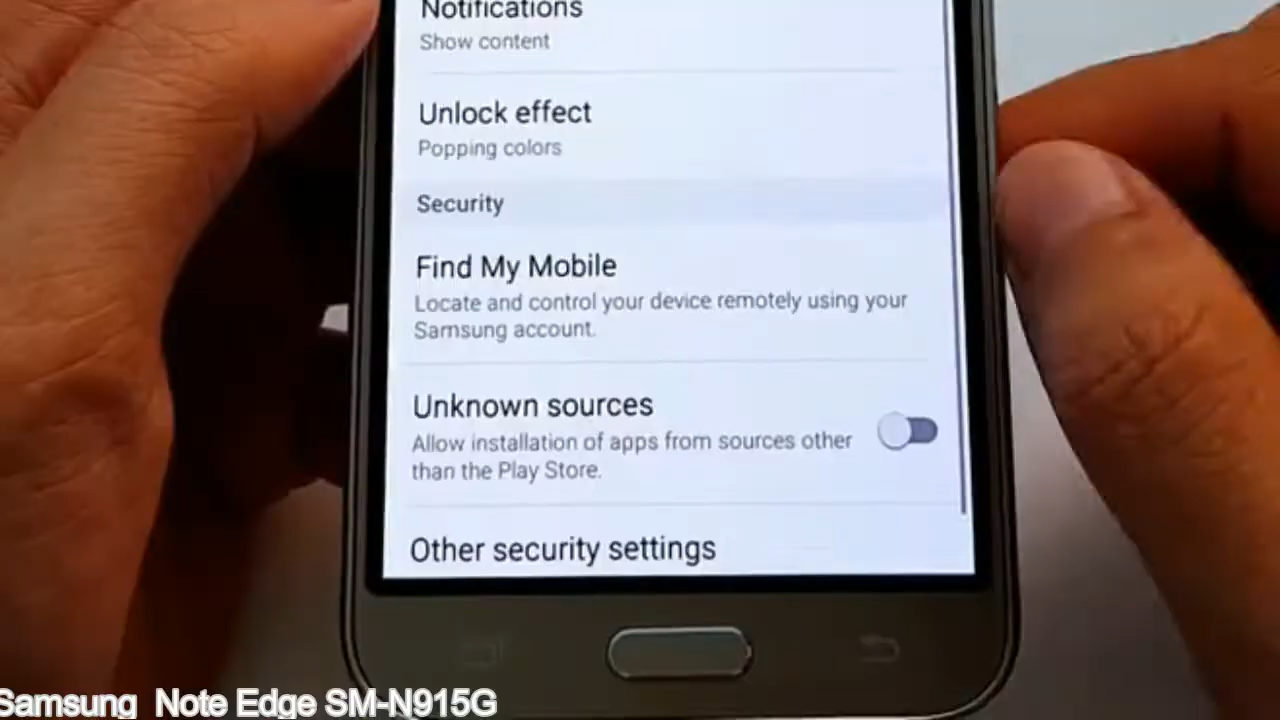 Notifications
Show content
Unlock effect
Popping colors
Security
Find My Mobile
Locate and control your device remotely using your
Samsung account.
Unknown sources
Allow installation of apps from sources other
than the Play Store.
Other security settings
Samsung Note Edge SM-N915G